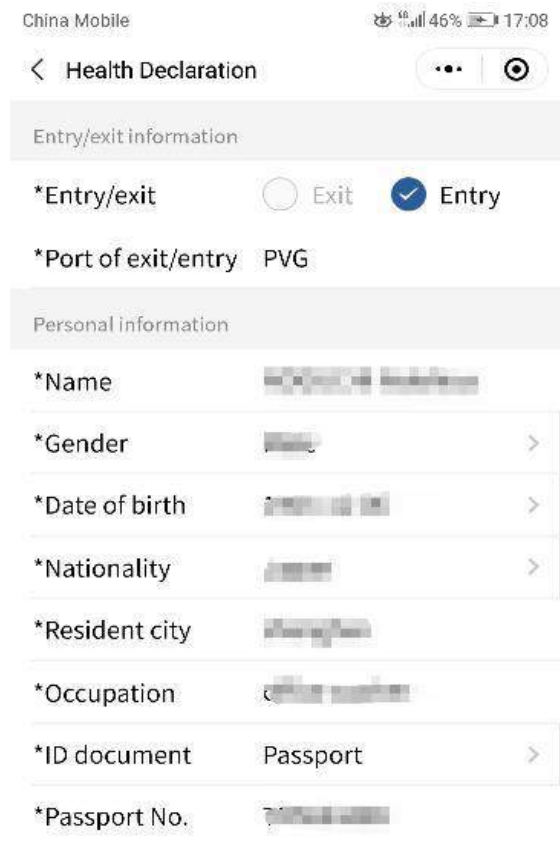 China Mobile 46% 17:08
Health Declaration
Entry/exit information
*Entry/exit Exit Entry
*Port of exit/entry PVG
Personal information
*Name
*Gender
*Date of birth
*Nationality
*Resident city
*Occupation
*ID document Passport
*Passport No.